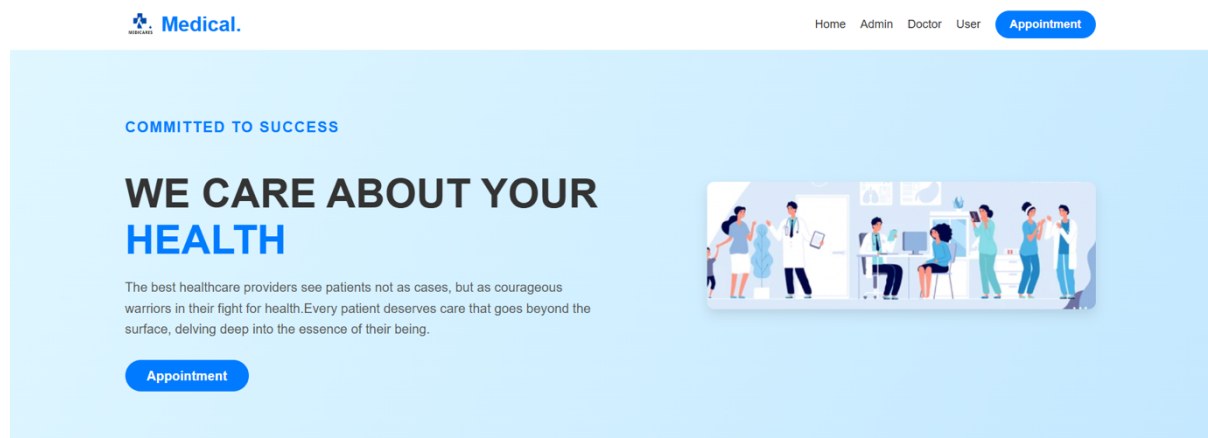 MEDICARES
Medical.
Home Admin Doctor User Appointment
COMMITTED TO SUCCESS
WE CARE ABOUT YOUR
HEALTH
The best healthcare providers see patients not as cases, but as courageous
warriors in their fight for health.Every patient deserves care that goes beyond the
surface, delving deep into the essence of their being.
Appointment